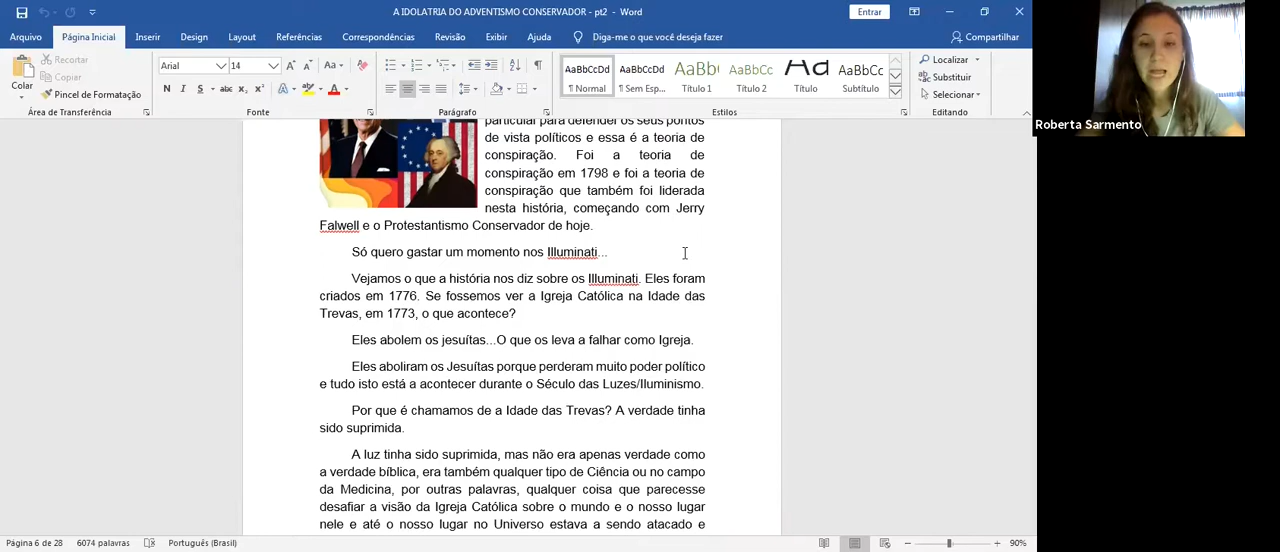 A IDOLATRIA DO ADVENTISMO CONSERVADOR - pt2 - Word
Entrar
Arquivo Página Inicial Inserir Design Layout Referências Correspondências Revisão Exibir Ajuda Diga-me o que você deseja fazer Compartilhar
Colar
Recortar
Copiar
Pincel de Formatação
Área de Transferência
Arial 14
Fonte
Parágrafo
AaBbCcDd AaBbCcDd AaBbC AaBbCc AaB AaBbCc
¶ Normal ¶ Sem Esp... Título 1 Título 2 Título Subtítulo
Estilos
Localizar
Substituir
Selecionar
Editando
Roberta Sarmento
particular para defender os seus pontos
de vista políticos e essa é a teoria de
conspiração. Foi a teoria de
conspiração em 1798 e foi a teoria de
conspiração que também foi liderada
nesta história, começando com Jerry
Falwell e o Protestantismo Conservador de hoje.
Só quero gastar um momento nos Illuminati...
Vejamos o que a história nos diz sobre os Illuminati. Eles foram
criados em 1776. Se fossemos ver a Igreja Católica na Idade das
Trevas, em 1773, o que acontece?
Eles abolem os jesuítas...O que os leva a falhar como Igreja.
Eles aboliram os Jesuítas porque perderam muito poder político
e tudo isto está a acontecer durante o Século das Luzes/Iluminismo.
Por que é chamamos de a Idade das Trevas? A verdade tinha
sido suprimida.
A luz tinha sido suprimida, mas não era apenas verdade como
a verdade bíblica, era também qualquer tipo de Ciência ou no campo
da Medicina, por outras palavras, qualquer coisa que parecesse
desafiar a visão da Igreja Católica sobre o mundo e o nosso lugar
nele e até o nosso lugar no Universo estava a sendo atacado e
Página 6 de 28 6074 palavras Português (Brasil) 90%